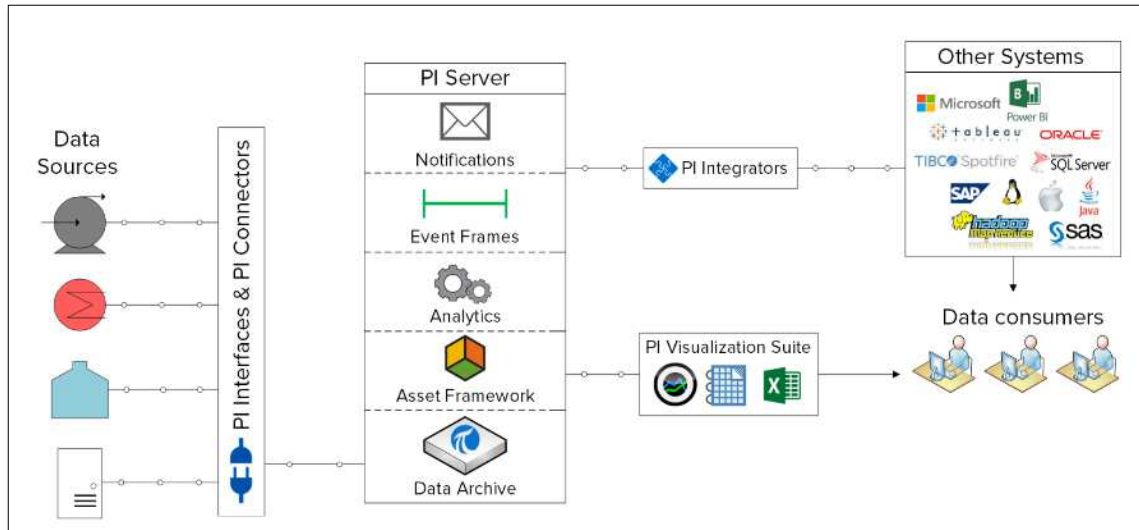 Data
Sources
PI Interfaces & PI Connectors
PI Server
Notifications
Event Frames
Analytics
Asset Framework
Data Archive
PI Integrators
PI Visualization Suite
Other Systems
Microsoft
Power BI
tableau
ORACLE
TIBCO Spotfire
SQL Server
SAP
Java
hadoop
MapReduce
sas
Data consumers